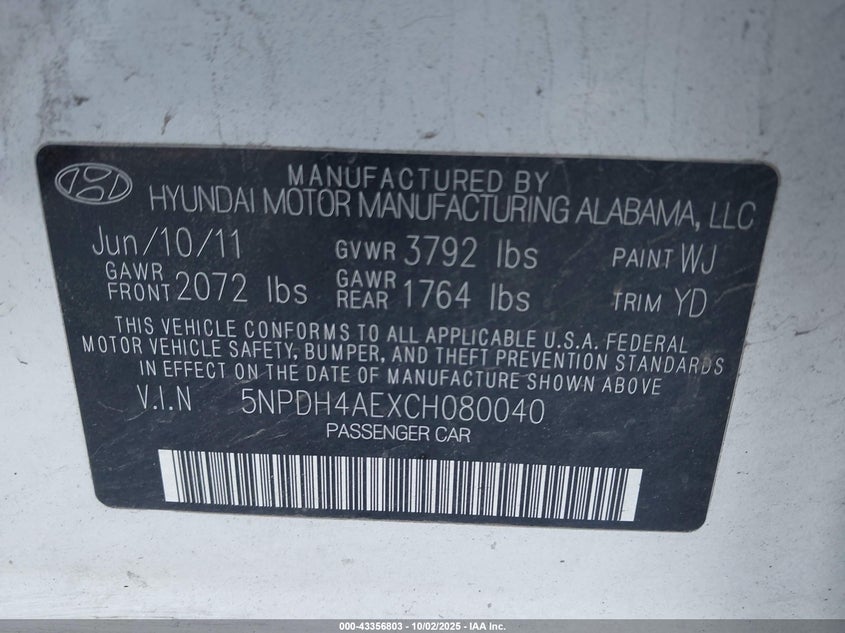 MANUFACTURED BY
HYUNDAI MOTOR MANUFACTURING ALABAMA, LLC
Jun/10/11 GVWR 3792 lbs PAINT WJ
GAWR FRONT 2072 lbs GAWR REAR 1764 lbs TRIM YD
THIS VEHICLE CONFORMS TO ALL APPLICABLE U.S.A. FEDERAL
MOTOR VEHICLE SAFETY, BUMPER, AND THEFT PREVENTION STANDARDS
IN EFFECT ON THE DATE OF MANUFACTURE SHOWN ABOVE
V.I.N 5NPDH4AEXCH080040
PASSENGER CAR
000-43356803 - 10/02/2025 - IAA Inc.